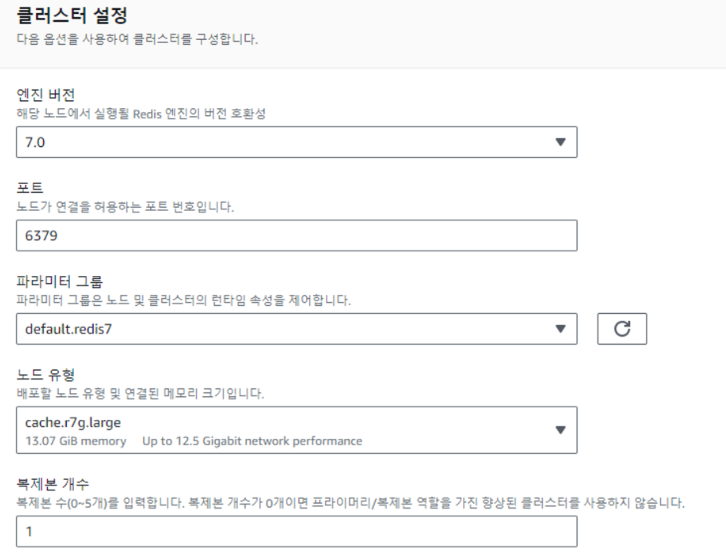 클러스터 설정
다음 옵션을 사용하여 클러스터를 구성합니다.
엔진 버전
해당 노드에서 실행될 Redis 엔진의 버전 호환성
7.0
포트
노드가 연결을 허용하는 포트 번호입니다.
6379
파라미터 그룹
파라미터 그룹은 노드 및 클러스터의 런타임 속성을 제어합니다.
default.redis7
노드 유형
배포할 노드 유형 및 연결된 메모리 크기입니다.
cache.r7g.large
13.07 GiB memory Up to 12.5 Gigabit network performance
복제본 개수
복제본 수(0~5개)를 입력합니다. 복제본 개수가 0개이면 프라이머리/복제본 역할을 가진 향상된 클러스터를 사용하지 않습니다.
1